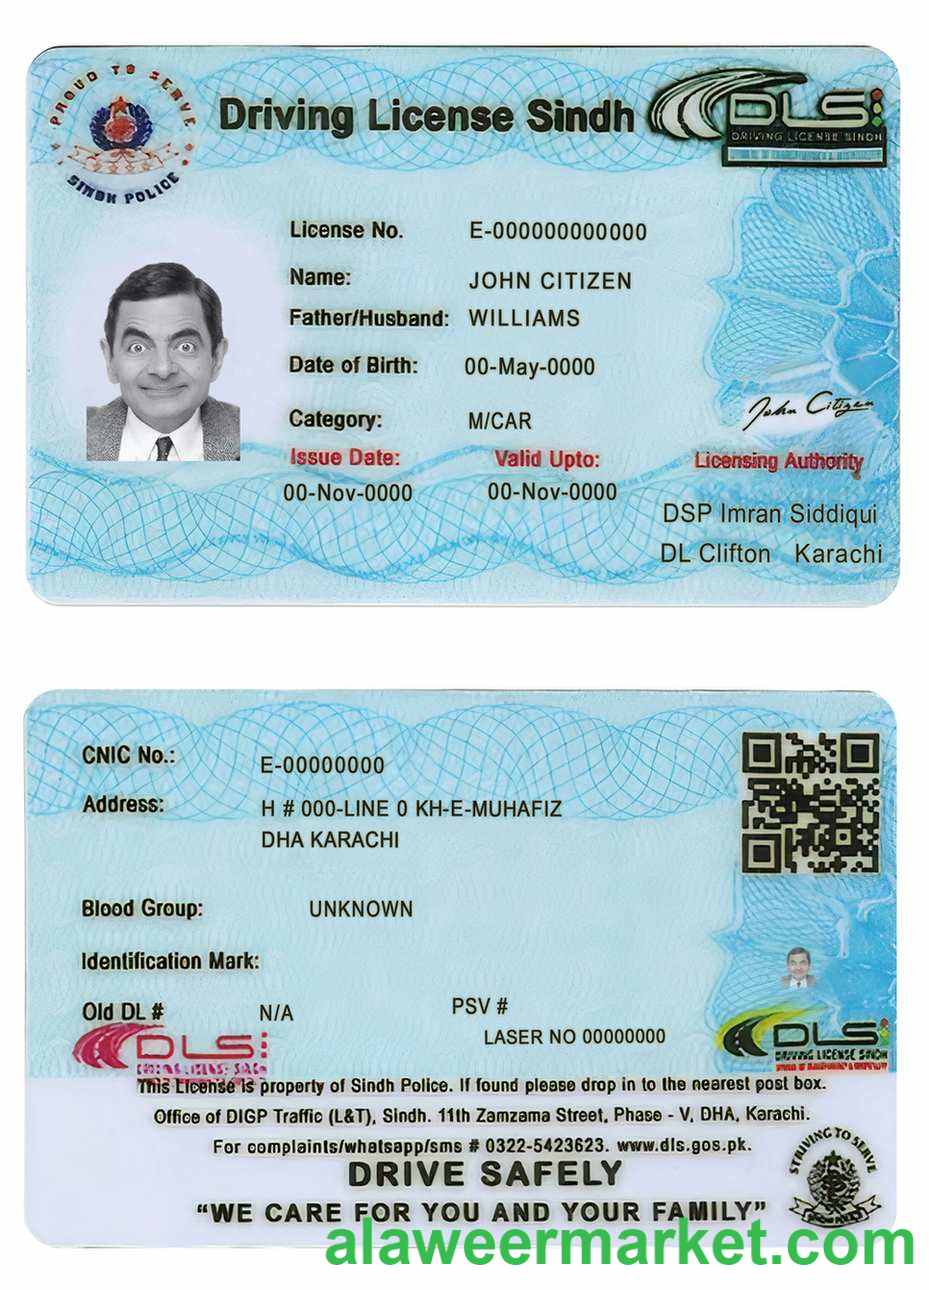 PROUD TO SERVE
SINDH POLICE
Driving License Sindh
DLS
DRIVING LICENSE SINDH
License No. E-000000000000
Name: JOHN CITIZEN
Father/Husband: WILLIAMS
Date of Birth: 00-May-0000
Category: M/CAR
Issue Date: Valid Upto: Licensing Authority
00-Nov-0000 00-Nov-0000
John Citizen
DSP Imran Siddiqui
DL Clifton Karachi
CNIC No.: E-00000000
Address: H # 000-LINE 0 KH-E-MUHAFIZ
DHA KARACHI
Blood Group: UNKNOWN
Identification Mark:
Old DL # N/A PSV #
LASER NO 00000000
DLS
DLS
DRIVING LICENSE SINDH
This License is property of Sindh Police. If found please drop in to the nearest post box.
Office of DIGP Traffic (L&T), Sindh. 11th Zamzama Street, Phase - V, DHA, Karachi.
For complaints/whatsapp/sms # 0322-5423623. www.dls.gos.pk.
DRIVE SAFELY
“WE CARE FOR YOU AND YOUR FAMILY”
STRIVING TO SERVE
alaweermarket.com